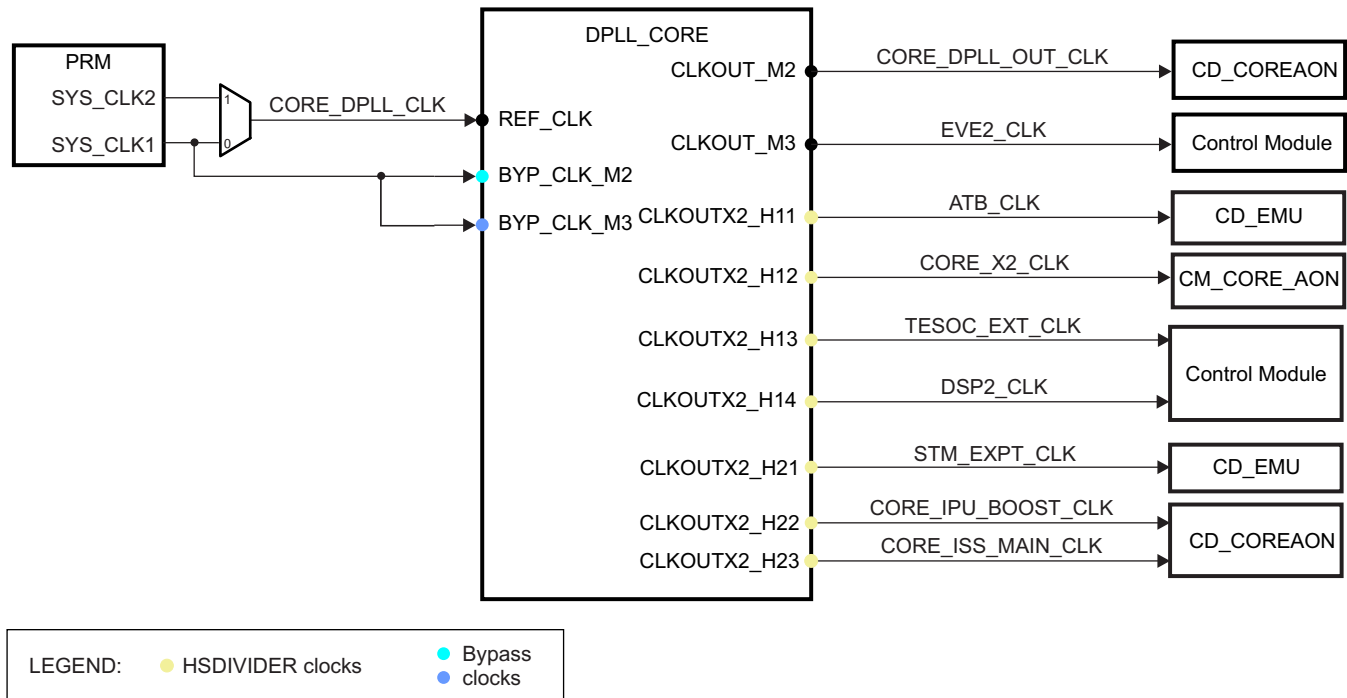 PRM
SYS_CLK2
SYS_CLK1
1
0
CORE_DPLL_CLK
DPLL_CORE
REF_CLK
BYP_CLK_M2
BYP_CLK_M3
CLKOUT_M2
CLKOUT_M3
CLKOUTX2_H11
CLKOUTX2_H12
CLKOUTX2_H13
CLKOUTX2_H14
CLKOUTX2_H21
CLKOUTX2_H22
CLKOUTX2_H23
CORE_DPLL_OUT_CLK
EVE2_CLK
ATB_CLK
CORE_X2_CLK
TESOC_EXT_CLK
DSP2_CLK
STM_EXPT_CLK
CORE_IPU_BOOST_CLK
CORE_ISS_MAIN_CLK
CD_COREAON
Control Module
CD_EMU
CM_CORE_AON
Control Module
CD_EMU
CD_COREAON
LEGEND:
HSDIVIDER clocks
Bypass
clocks